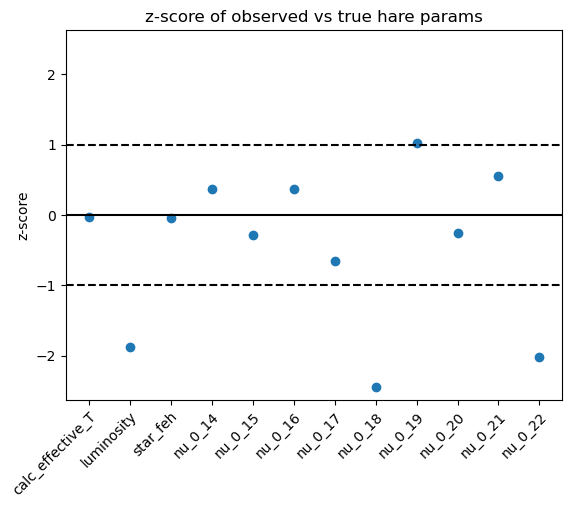 z-score of observed vs true hare params
2
1
0
−1
−2
z-score
calc_effective_T
luminosity
star_feh
nu_0_14
nu_0_15
nu_0_16
nu_0_17
nu_0_18
nu_0_19
nu_0_20
nu_0_21
nu_0_22